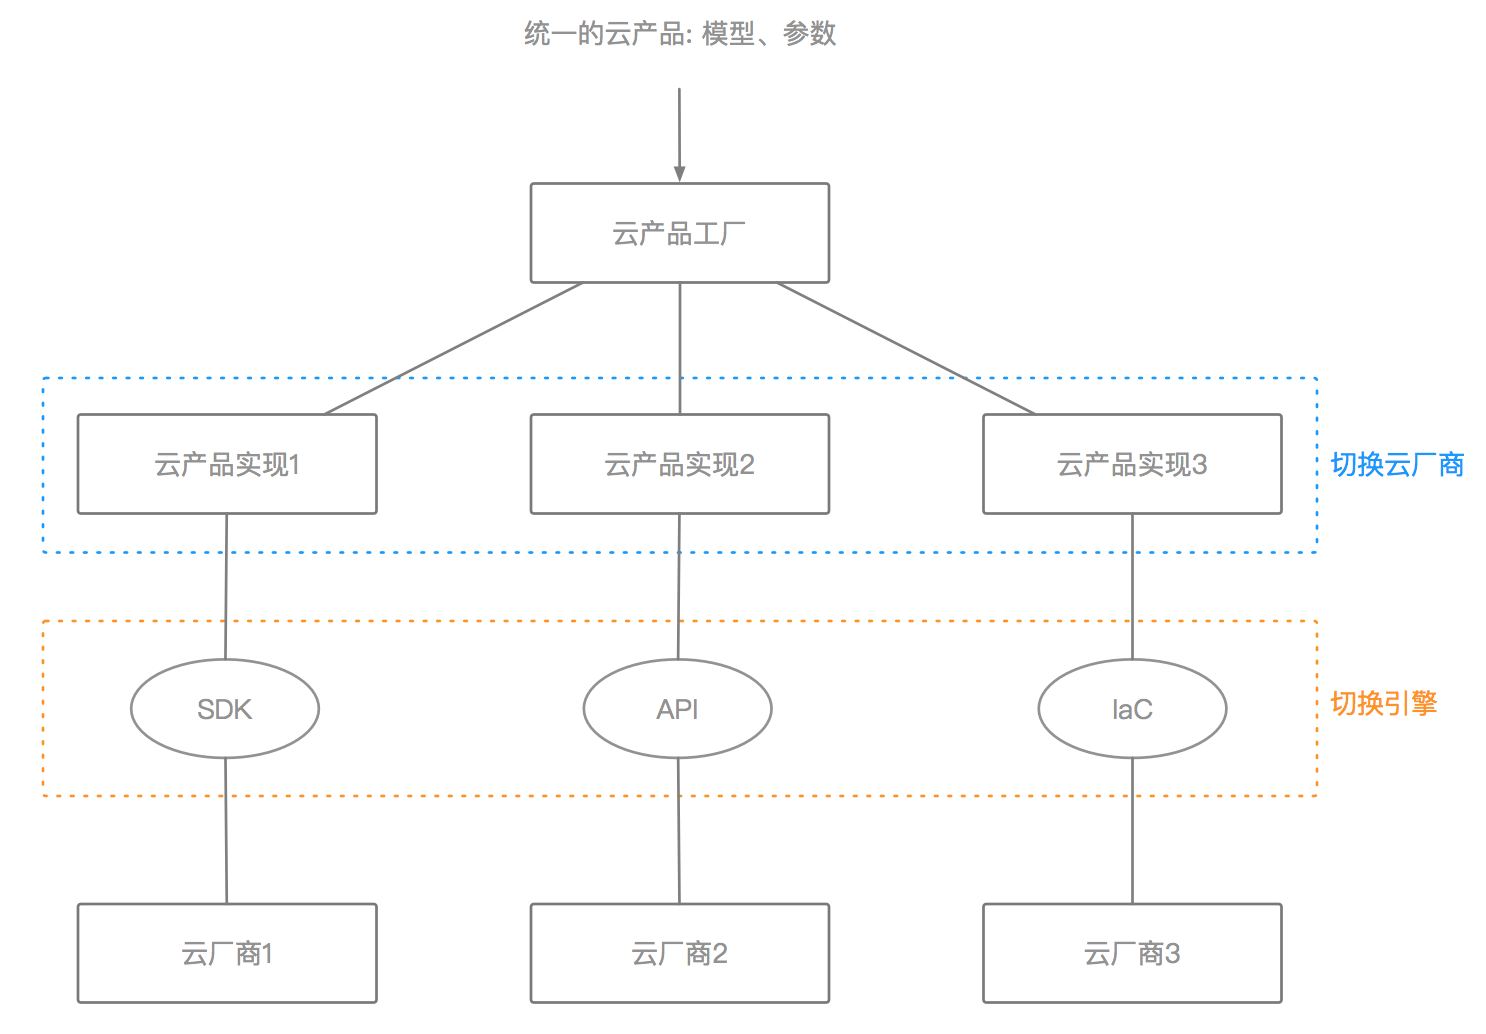 统一的云产品: 模型、参数
云产品工厂
云产品实现1
云产品实现2
云产品实现3
切换云厂商
SDK
API
IaC
切换引擎
云厂商1
云厂商2
云厂商3